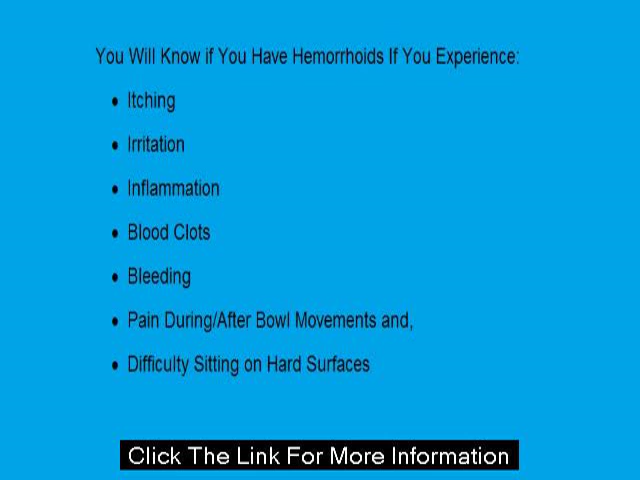 You Will Know if You Have Hemorrhoids If You Experience:
• Itching
• Irritation
• Inflammation
• Blood Clots
• Bleeding
• Pain During/After Bowl Movements and,
• Difficulty Sitting on Hard Surfaces
Click The Link For More Information